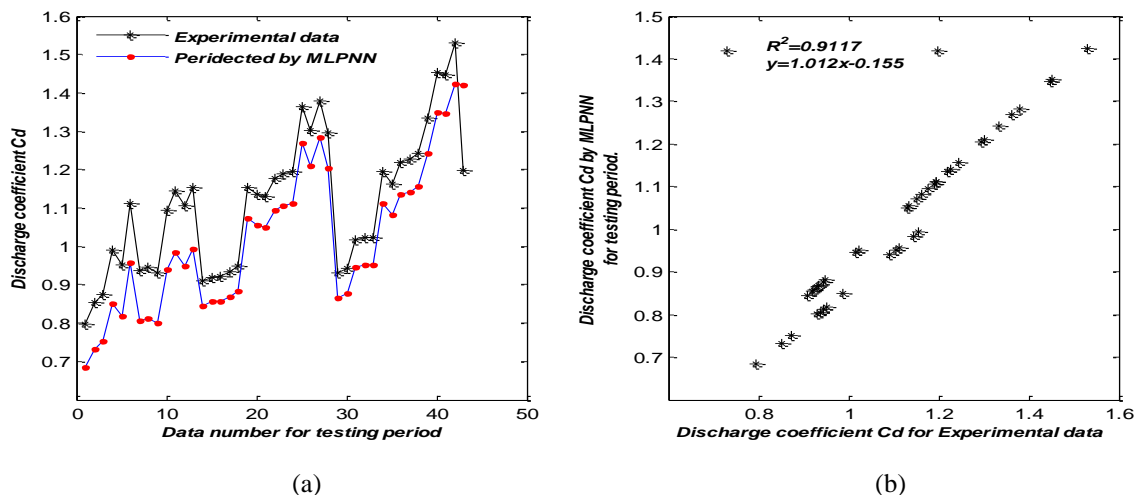 1.6
1.5
1.4
1.3
1.2
1.1
1
0.9
0.8
0.7
Discharge coefficient Cd
Experimental data
Peridected by MLPNN
0 10 20 30 40 50
Data number for testing period
(a)
1.5
1.4
1.3
1.2
1.1
1
0.9
0.8
0.7
Discharge coefficient Cd by MLPNN
for testing period.
R²=0.9117
y=1.012x-0.155
0.8 1 1.2 1.4 1.6
Discharge coefficient Cd for Experimental data
(b)